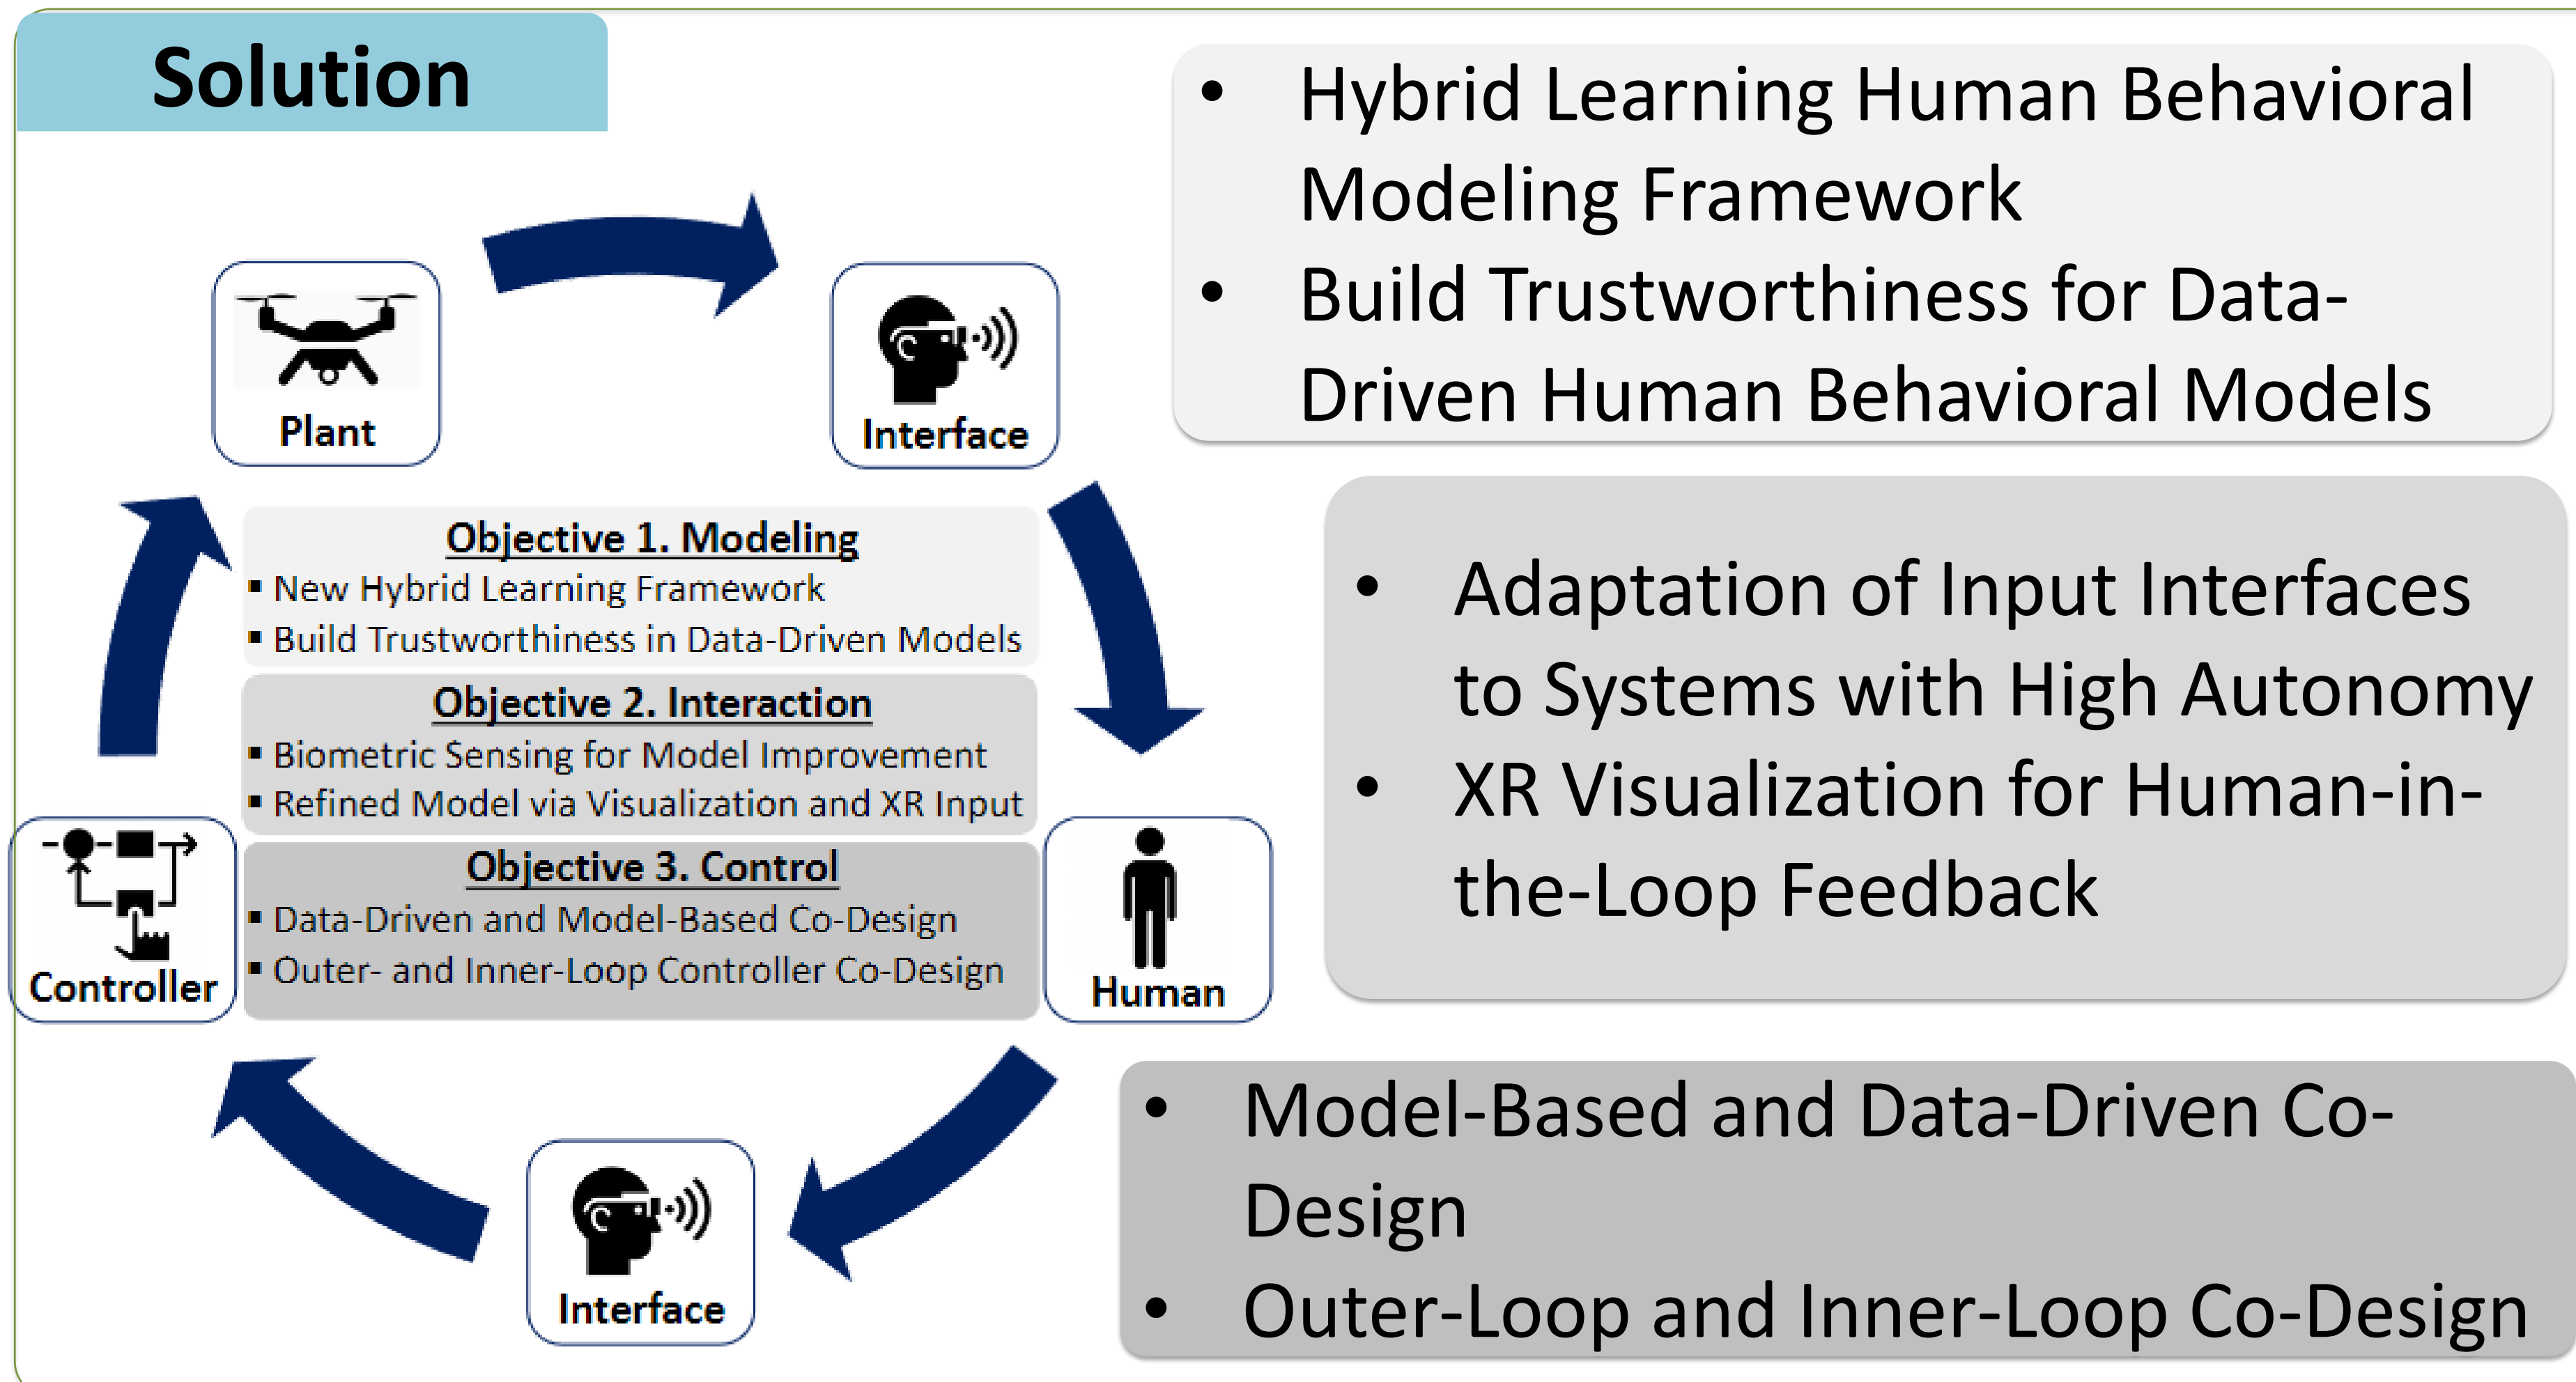 Solution
Plant
Interface
Objective 1. Modeling
▪ New Hybrid Learning Framework
▪ Build Trustworthiness in Data-Driven Models
Objective 2. Interaction
▪ Biometric Sensing for Model Improvement
▪ Refined Model via Visualization and XR Input
Objective 3. Control
▪ Data-Driven and Model-Based Co-Design
▪ Outer- and Inner-Loop Controller Co-Design
Controller
Human
Interface
• Hybrid Learning Human Behavioral
Modeling Framework
• Build Trustworthiness for Data-
Driven Human Behavioral Models
• Adaptation of Input Interfaces
to Systems with High Autonomy
• XR Visualization for Human-in-
the-Loop Feedback
• Model-Based and Data-Driven Co-
Design
• Outer-Loop and Inner-Loop Co-Design